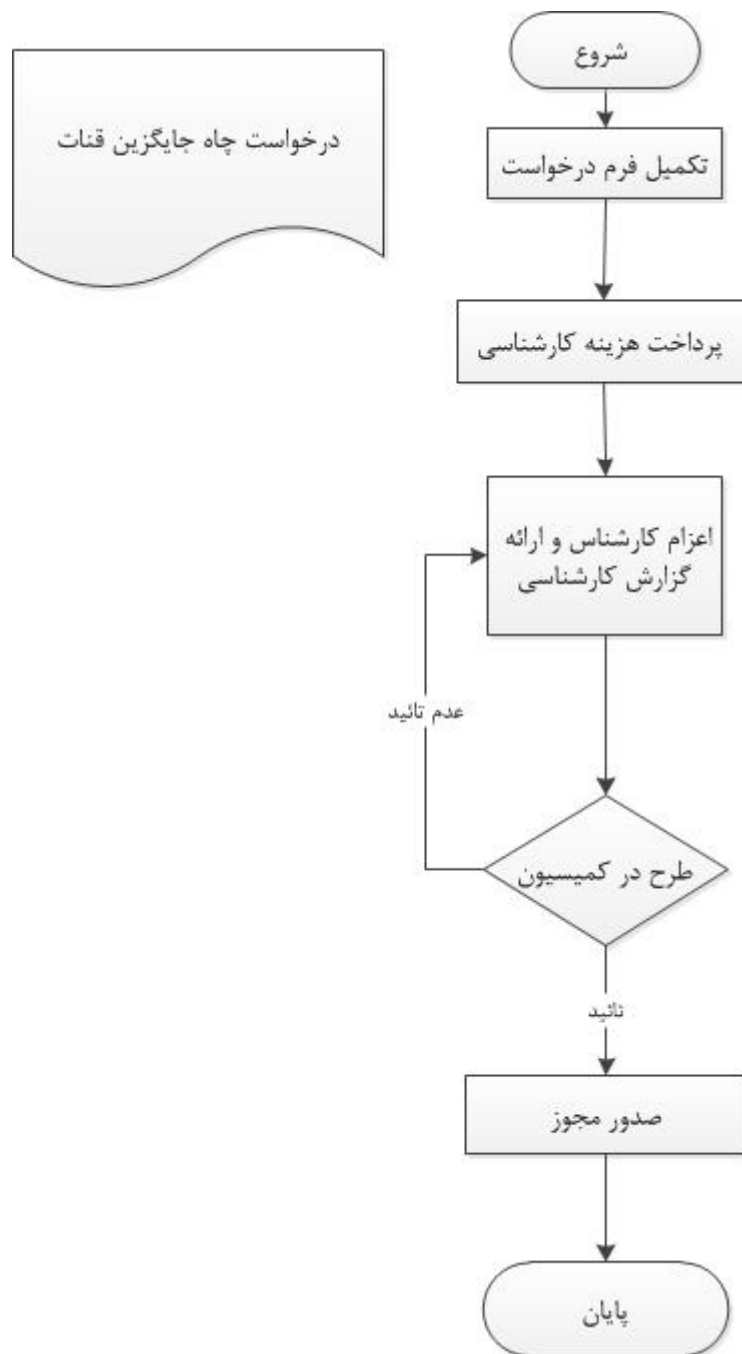 شروع
درخواست چاه جایگزین قنات
تکمیل فرم درخواست
پرداخت هزینه کارشناسی
اعزام کارشناس و ارائه
گزارش کارشناسی
عدم تائید
طرح در کمیسیون
تائید
صدور مجوز
پایان